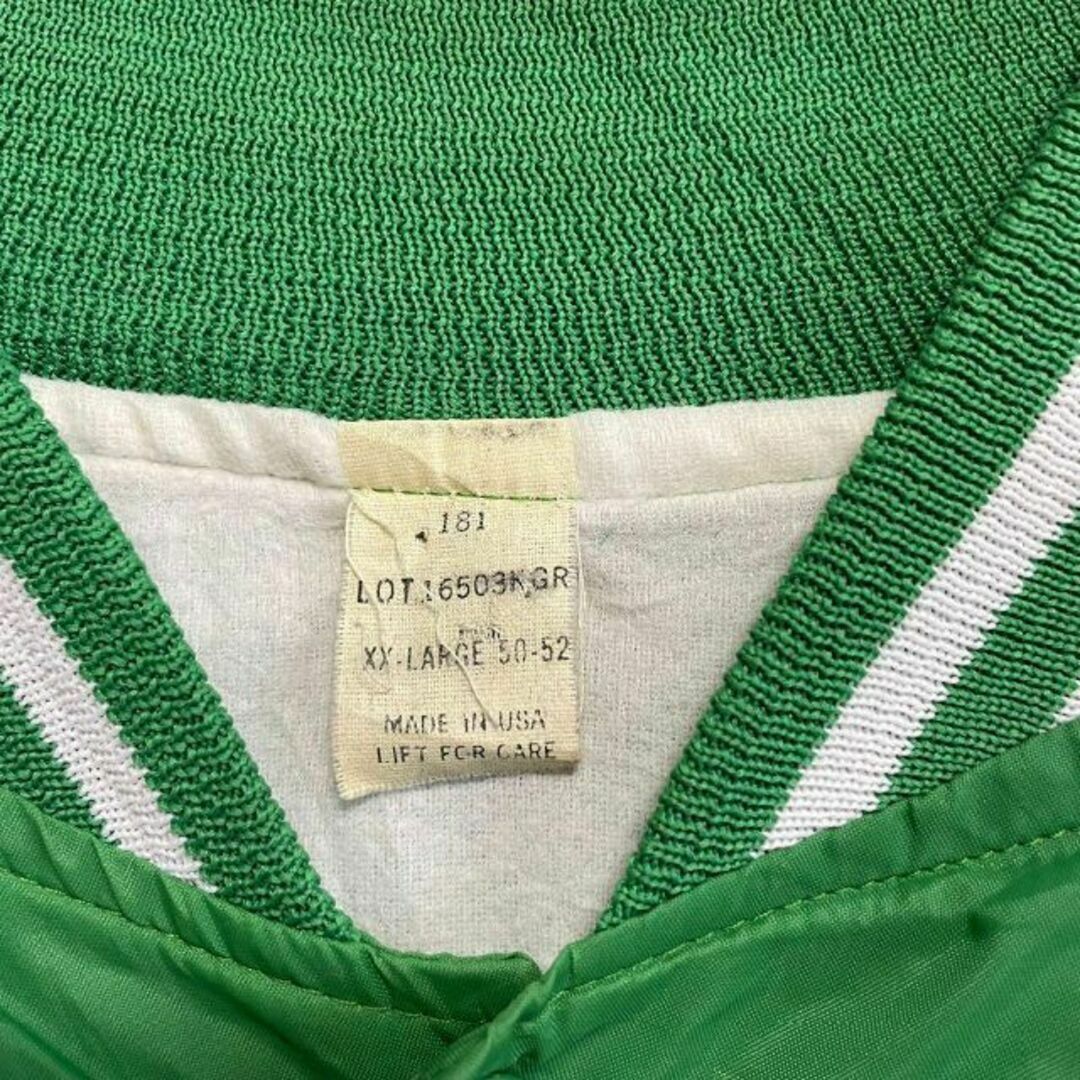 181
LOT 16503KGR
XX-LARGE 50-52
MADE IN USA
LIFT FOR CARE